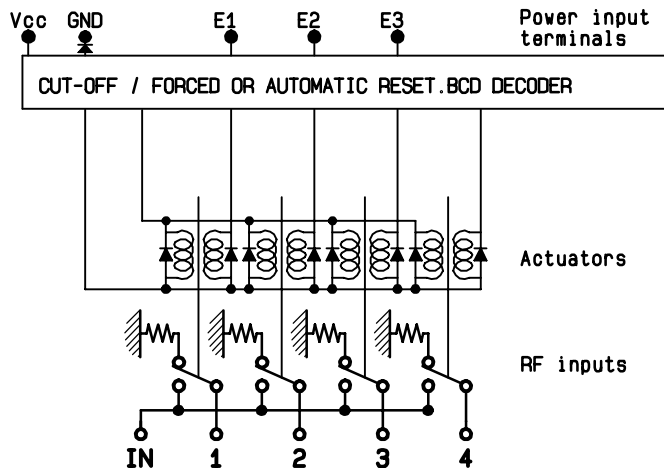 Vcc GND E1 E2 E3 Power input
terminals
CUT-OFF / FORCED OR AUTOMATIC RESET.BCD DECODER
Actuators
RF inputs
IN 1 2 3 4